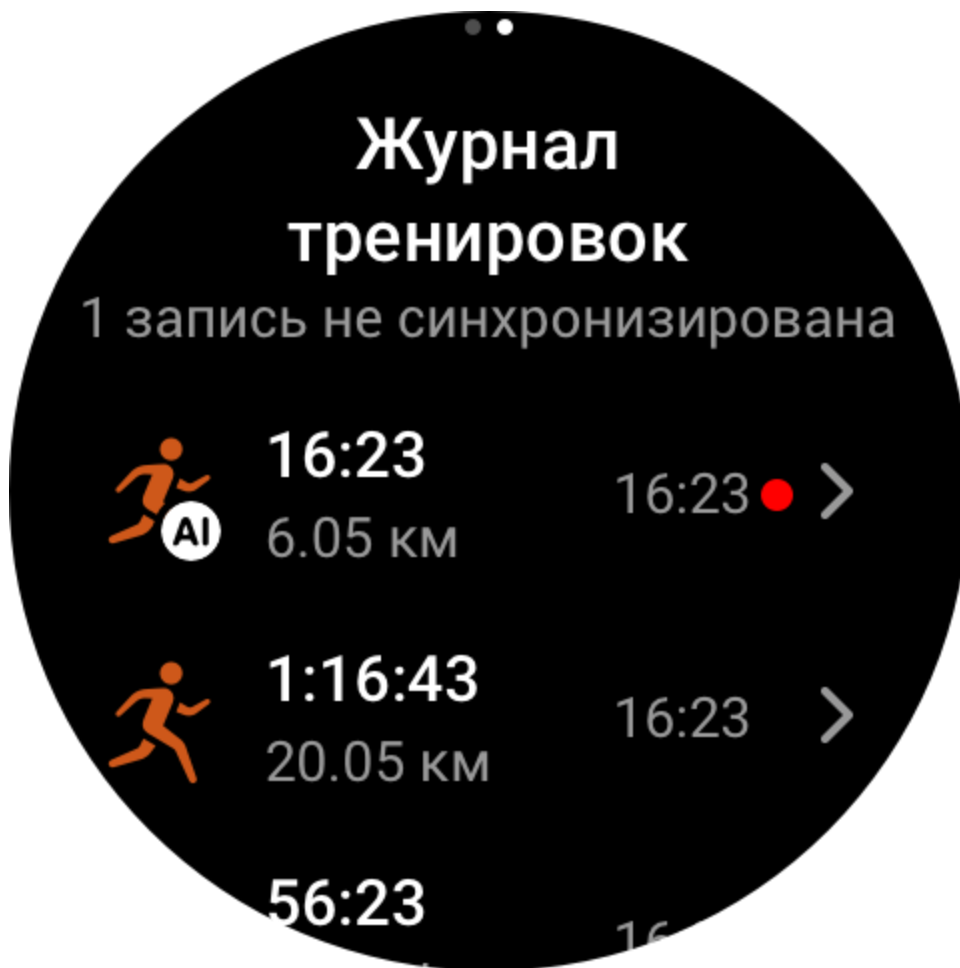 Журнал
тренировок
1 запись не синхронизирована
16:23
16:23
AI
6.05 км
1:16:43
16:23
20.05 км
56:23